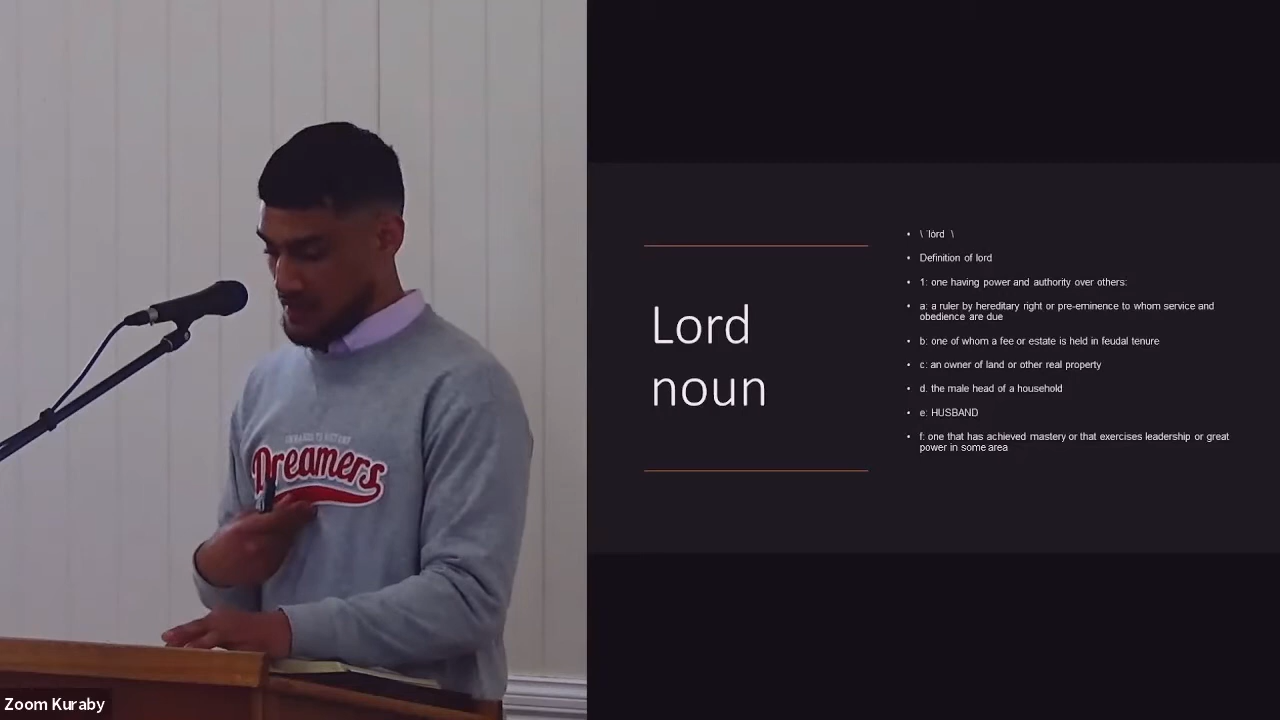 Dreamers
Zoom Kuraby
Lord
noun
• \ ˈlȯrd \
• Definition of lord
• 1: one having power and authority over others:
• a: a ruler by hereditary right or pre-eminence to whom service and
obedience are due
• b: one of whom a fee or estate is held in feudal tenure
• c: an owner of land or other real property
• d. the male head of a household
• e: HUSBAND
• f: one that has achieved mastery or that exercises leadership or great
power in some area